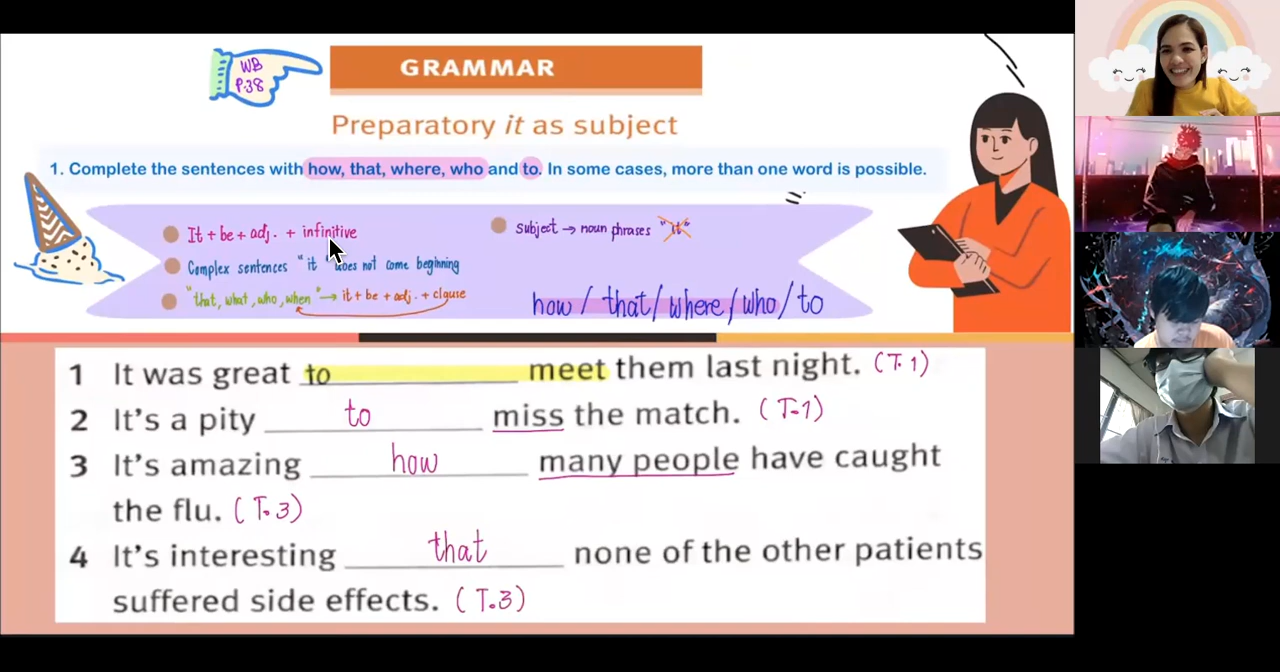 WB
P.38
GRAMMAR
Preparatory it as subject
1. Complete the sentences with how, that, where, who and to. In some cases, more than one word is possible.
It + be + adj. + infinitive
Complex sentences "it" does not come beginning
"that, what, who, when" → it + be + adj. + clause
Subject → noun phrases "it"
how / that / where / who / to
1 It was great to meet them last night. (T.1)
2 It's a pity to miss the match. (T.1)
3 It's amazing how many people have caught
the flu. (T.3)
4 It's interesting that none of the other patients
suffered side effects. (T.3)